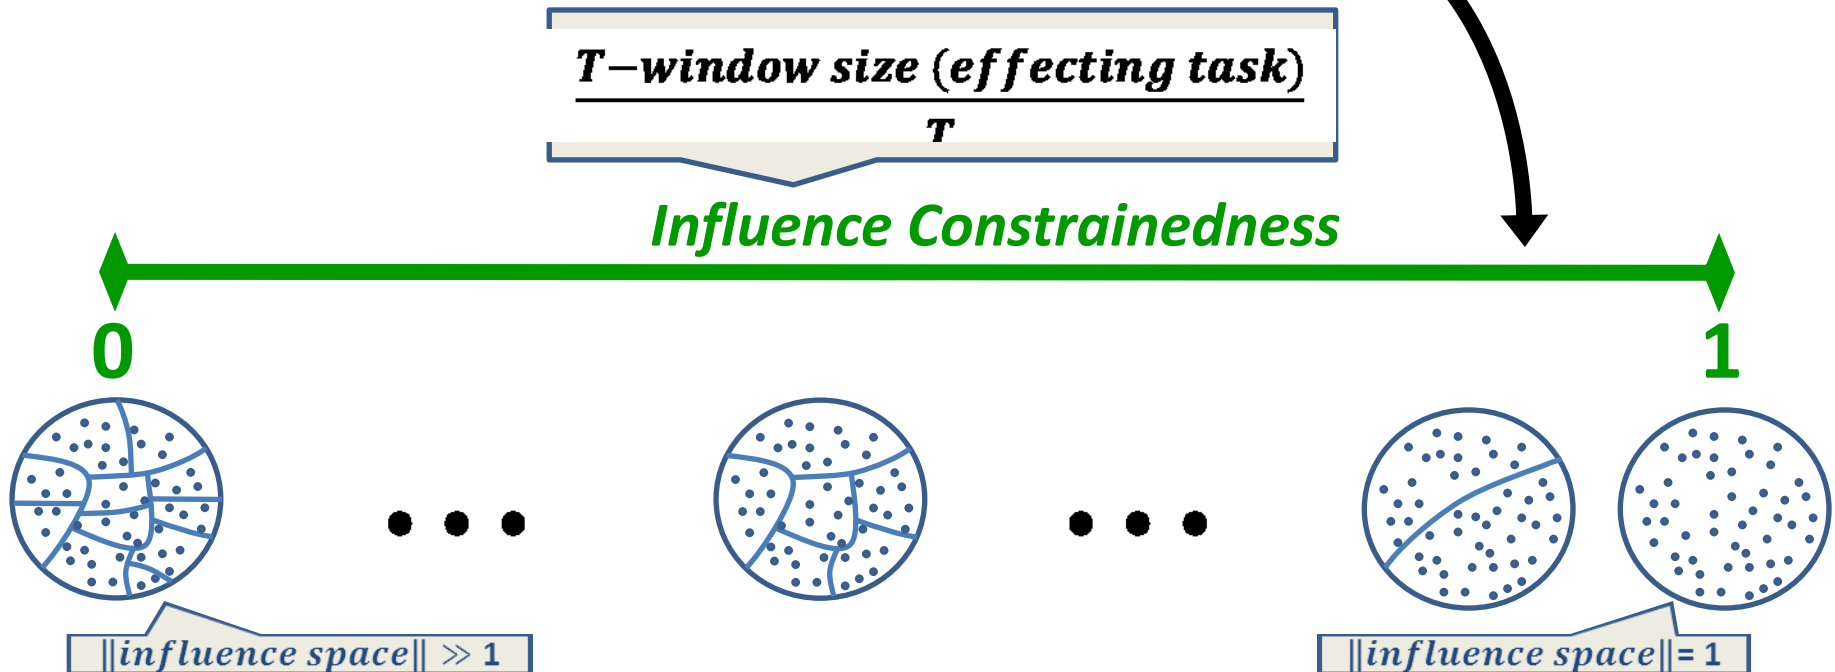 T−window size (effecting task)
T
Influence Constrainedness
0
1
‖influence space‖ ≫ 1
‖influence space‖= 1